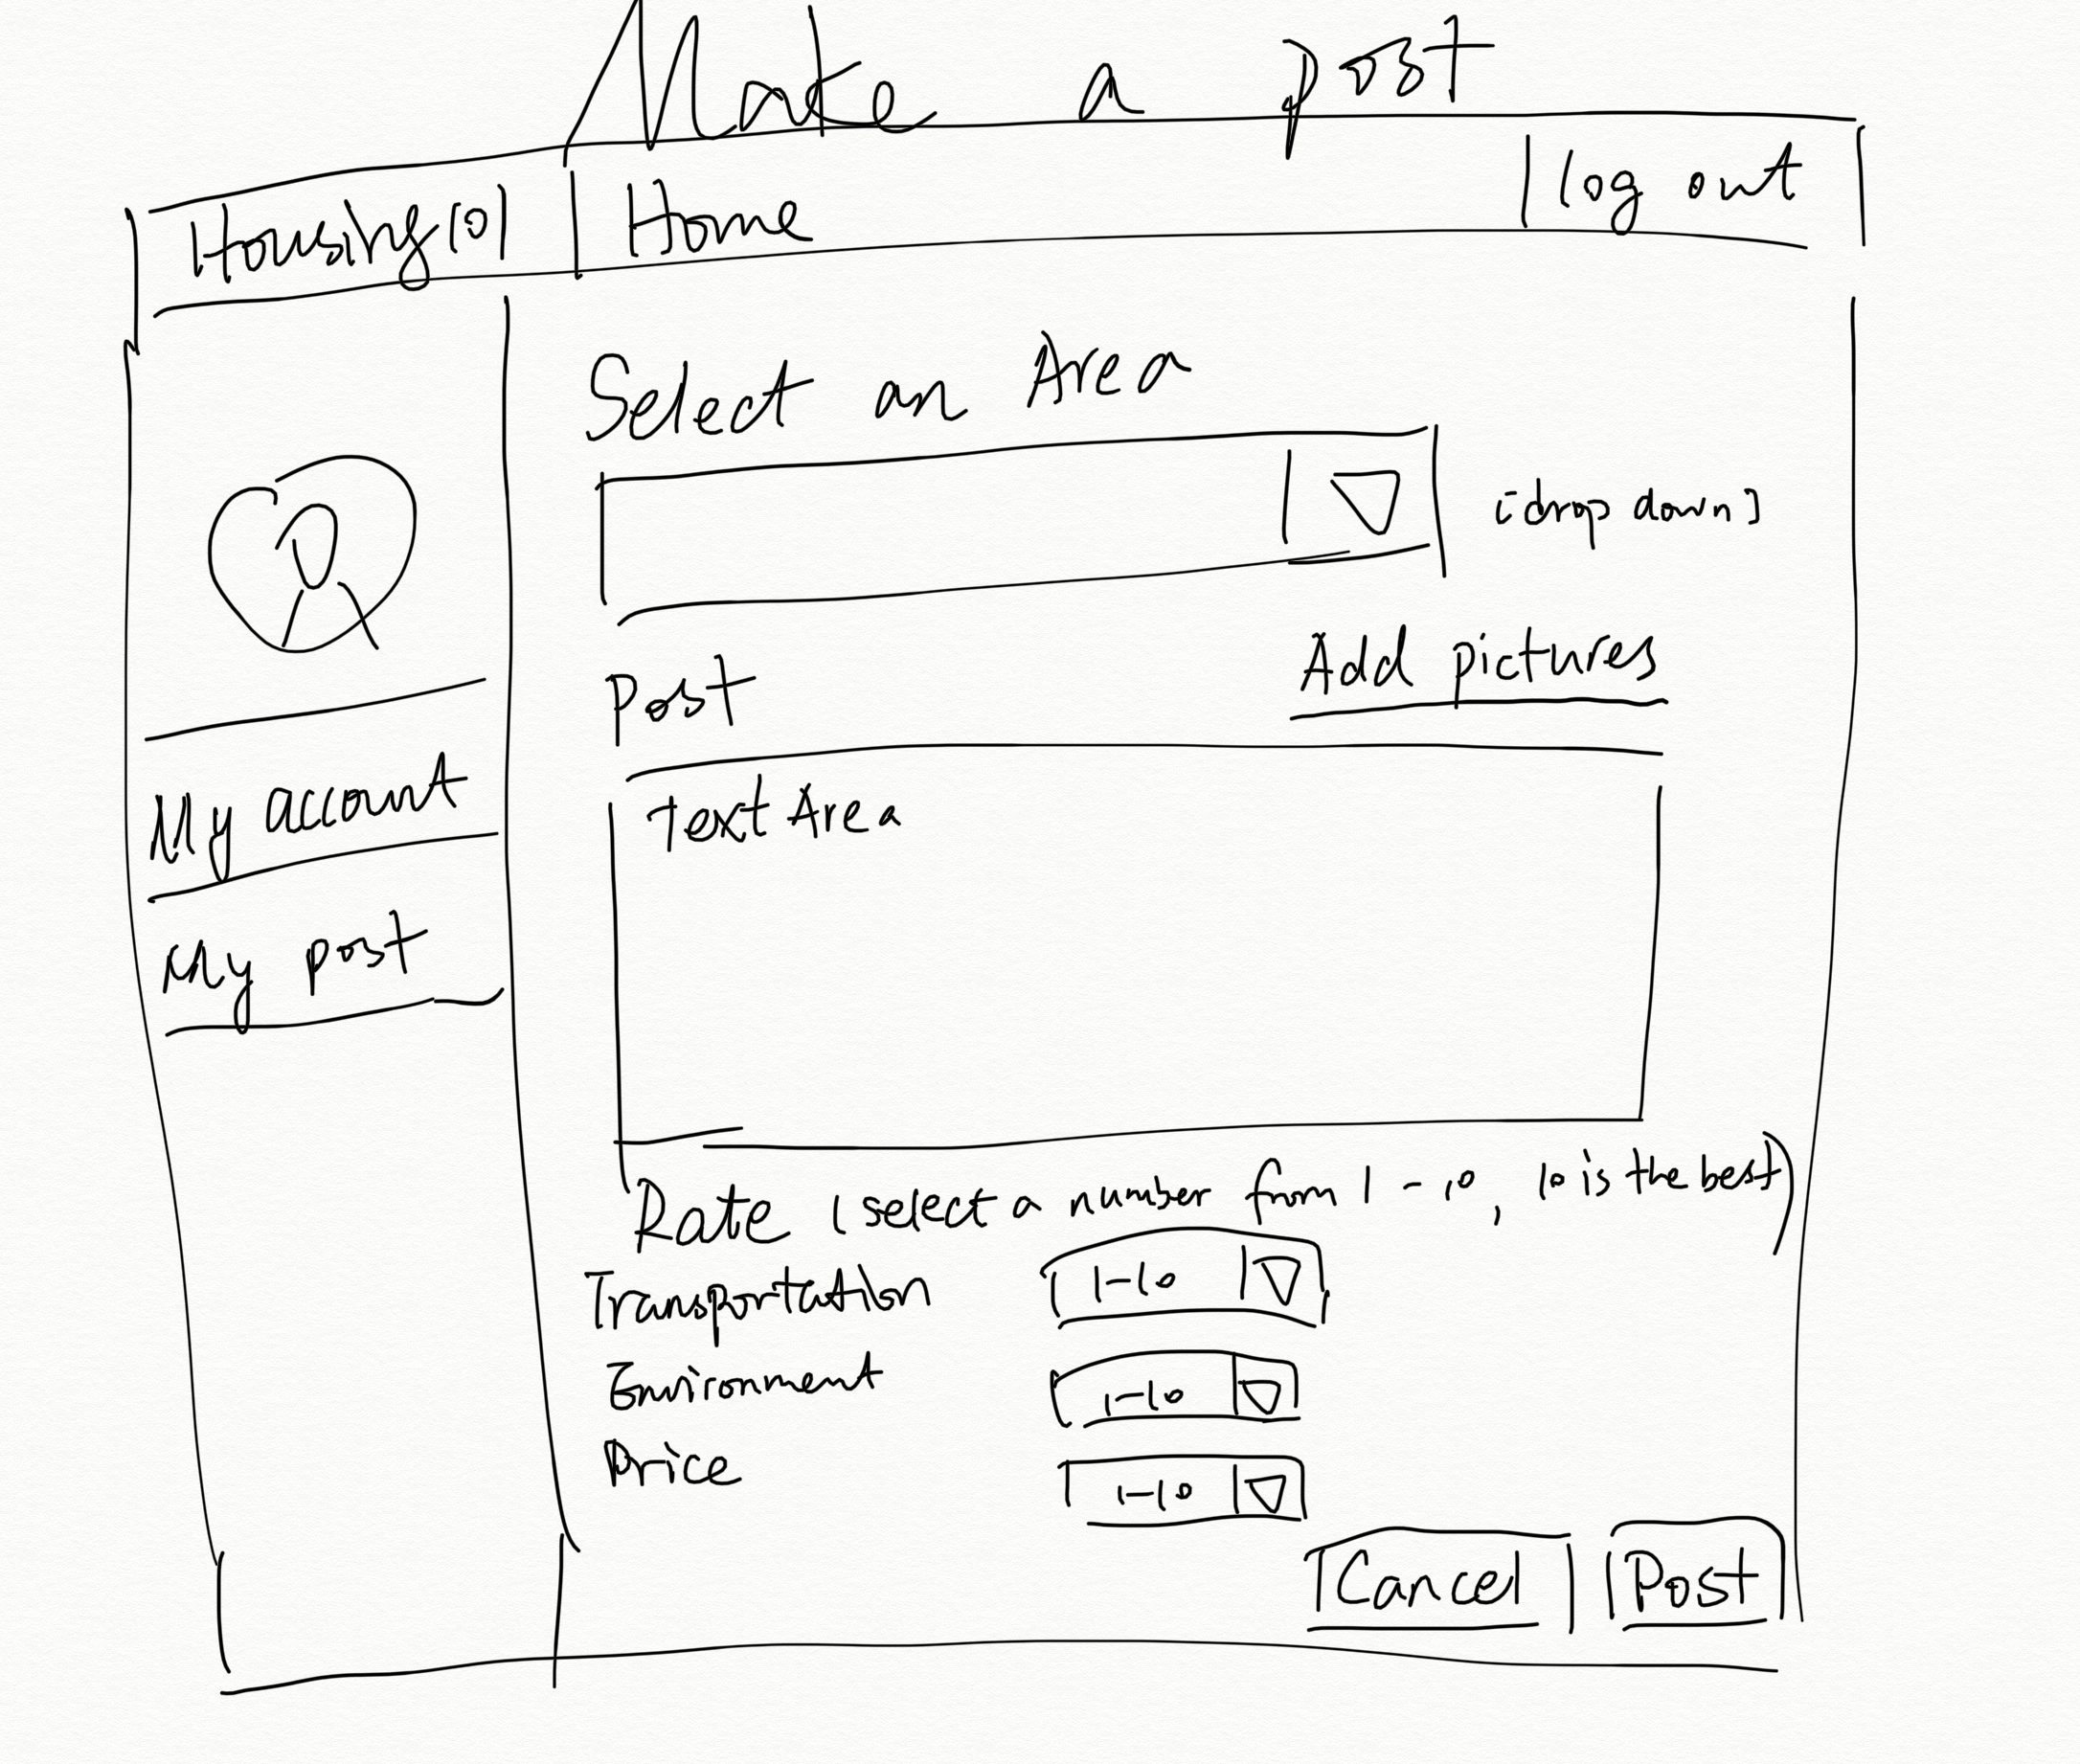 Make a post
Housing101
Home
log out
Select an Area
[drop down]
Post
Add pictures
Text Area
My account
My post
Rate (select a number from 1-10, 10 is the best)
Transportation
1-10
Environment
1-10
Price
1-10
Cancel
Post